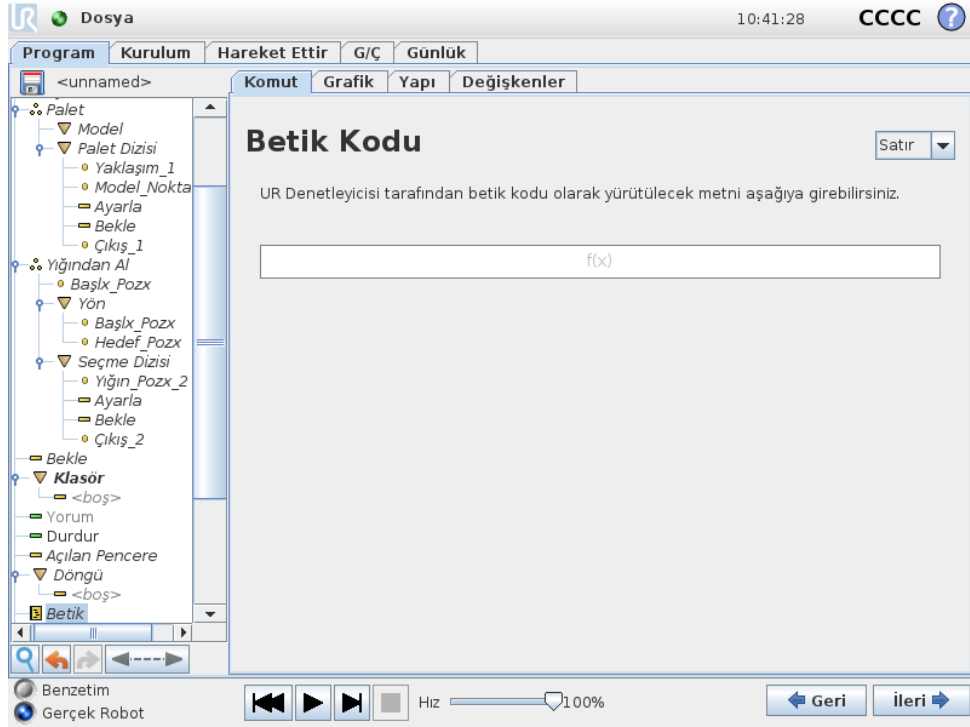 UR Dosya 10:41:28 CCCC ?
Program Kurulum Hareket Ettir G/Ç Günlük
<unnamed>
Komut Grafik Yapı Değişkenler
Palet
Model
Palet Dizisi
Yaklaşım_1
Model_Nokta
Ayarla
Bekle
Çıkış_1
Yığından Al
Başlx_Pozx
Yön
Başlx_Pozx
Hedef_Pozx
Seçme Dizisi
Yığın_Pozx_2
Ayarla
Bekle
Çıkış_2
Bekle
Klasör
<boş>
Yorum
Durdur
Açılan Pencere
Döngü
<boş>
Betik
Betik Kodu
Satır
UR Denetleyicisi tarafından betik kodu olarak yürütülecek metni aşağıya girebilirsiniz.
f(x)
Benzetim
Gerçek Robot
Hız 100%
Geri İleri